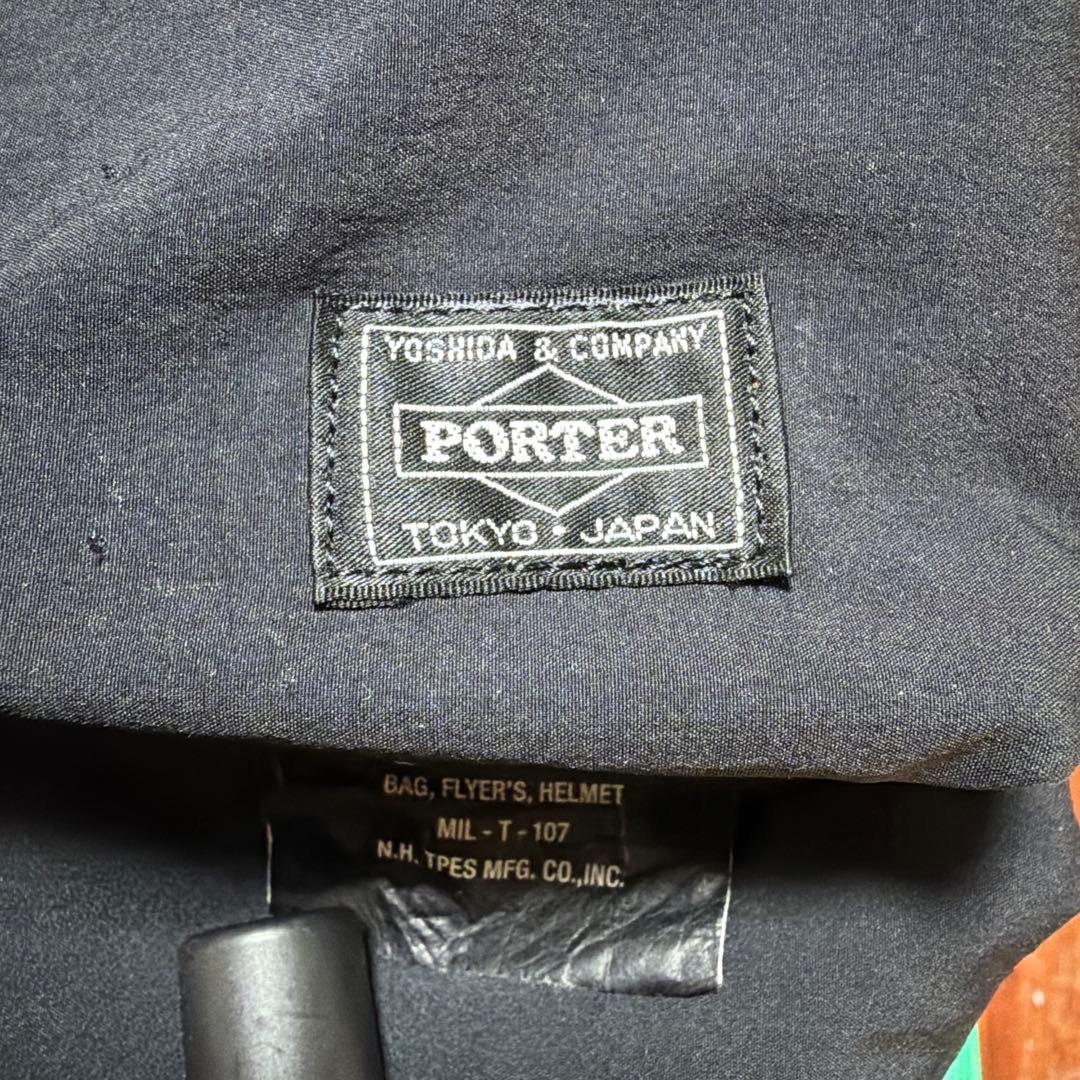 YOSHIDA & COMPANY
PORTER
TOKYO · JAPAN
BAG, FLYER'S, HELMET
MIL - T - 107
N.H. TPES MFG. CO.,INC.